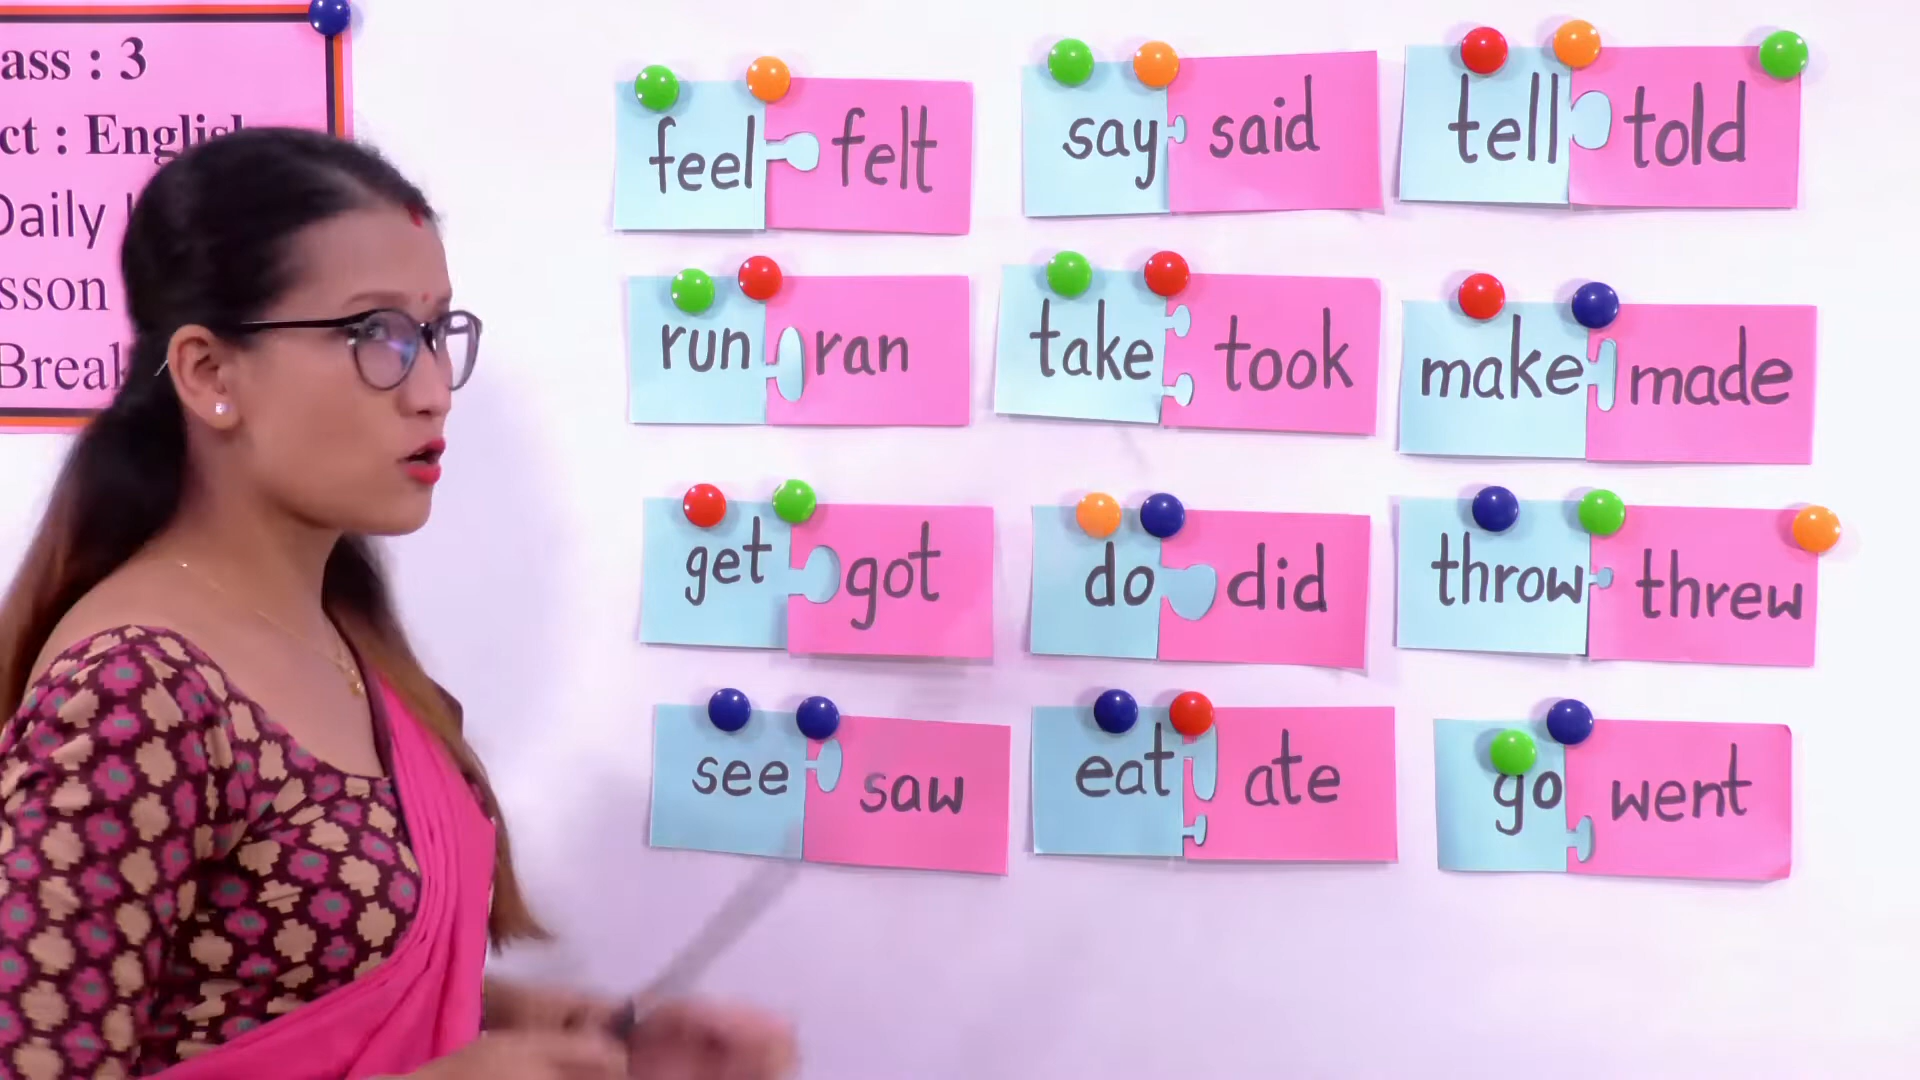 ass : 3
ct : English
Daily
sson
Break
feel felt
say said
tell told
run ran
take took
make made
get got
do did
throw threw
see saw
eat ate
go went